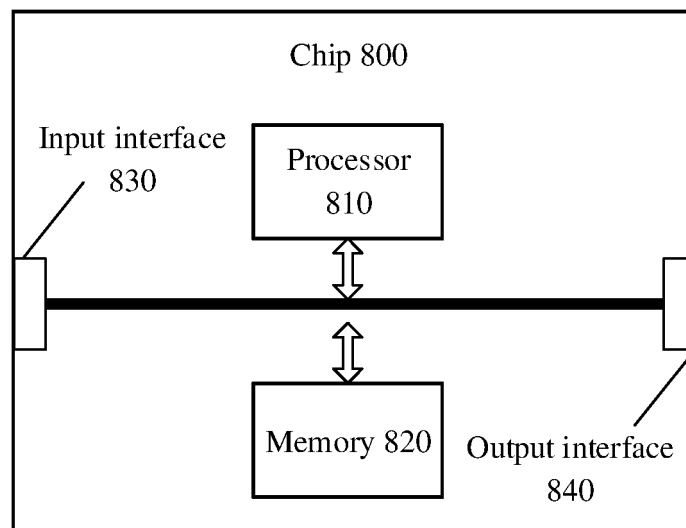 Chip 800
Input interface
830
Processor
810
Memory 820
Output interface
840